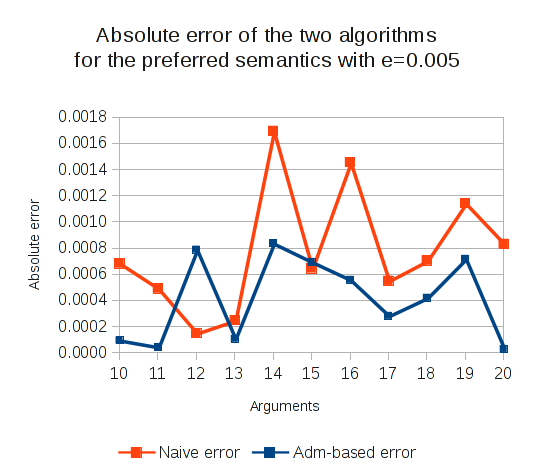 Absolute error of the two algorithms
for the preferred semantics with e=0.005
Absolute error
0.0018
0.0016
0.0014
0.0012
0.0010
0.0008
0.0006
0.0004
0.0002
0.0000
10 11 12 13 14 15 16 17 18 19 20
Arguments
Naive error Adm-based error